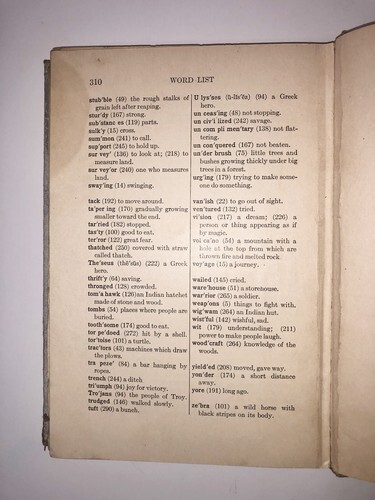 310
WORD LIST
stub'ble (49) the rough stalks of
grain left after reaping.
stur'dy (167) strong.
sub'stanc es (119) parts.
sulk'y (15) cross.
sum'mon (241) to call.
sup'port (245) to hold up.
sur vey' (136) to look at; (218) to
measure land.
sur vey'or (240) one who measures
land.
sway'ing (14) swinging.
tack (192) to move around.
ta'per ing (170) gradually growing
smaller toward the end.
tar'ried (182) stopped.
tas'ty (100) good to eat.
ter'ror (122) great fear.
thatched (250) covered with straw
called thatch.
The'seus (thē'sūs) (222) a Greek
hero.
thrift'y (64) saving.
thronged (128) crowded.
tom'a hawk (126) an Indian hatchet
made of stone and wood.
tombs (54) places where people are
buried.
tooth'some (174) good to eat.
tor pe'doed (272) hit by a shell.
tor'toise (101) a turtle.
trac'tors (43) machines which draw
the plows.
tra peze' (84) a bar hanging by
ropes.
trench (244) a ditch
tri'umph (94) joy for victory.
Tro'jans (94) the people of Troy.
trudged (146) walked slowly.
tuft (290) a bunch.
U lys'ses (ū-lĭs'ēz) (94) a Greek
hero.
un ceas'ing (48) not stopping.
un civ'i lized (242) savage.
un com pli men'tary (138) not flat-
tering.
un con'quered (167) not beaten.
un'der brush (75) little trees and
bushes growing thickly under big
trees in a forest.
urg'ing (179) trying to make some-
one do something.
van'ish (22) to go out of sight.
ven'tured (132) tried.
vi'sion (217) a dream; (226) a
person or thing appearing as if
by magic.
vol ca'no (54) a mountain with a
hole at the top from which are
thrown fire and melted rock
voy'age (15) a journey.
wailed (145) cried.
ware'house (51) a storehouse.
war'rior (265) a soldier.
weap'ons (5) things to fight with.
wig'wam (264) an Indian hut.
wist'ful (142) wishful, sad.
wit (179) understanding; (211)
power to make people laugh.
wood'craft (264) knowledge of the
woods.
yield'ed (208) moved, gave way.
yon'der (174) a short distance
away.
yore (191) long ago.
ze'bra (101) a wild horse with
black stripes on its body.